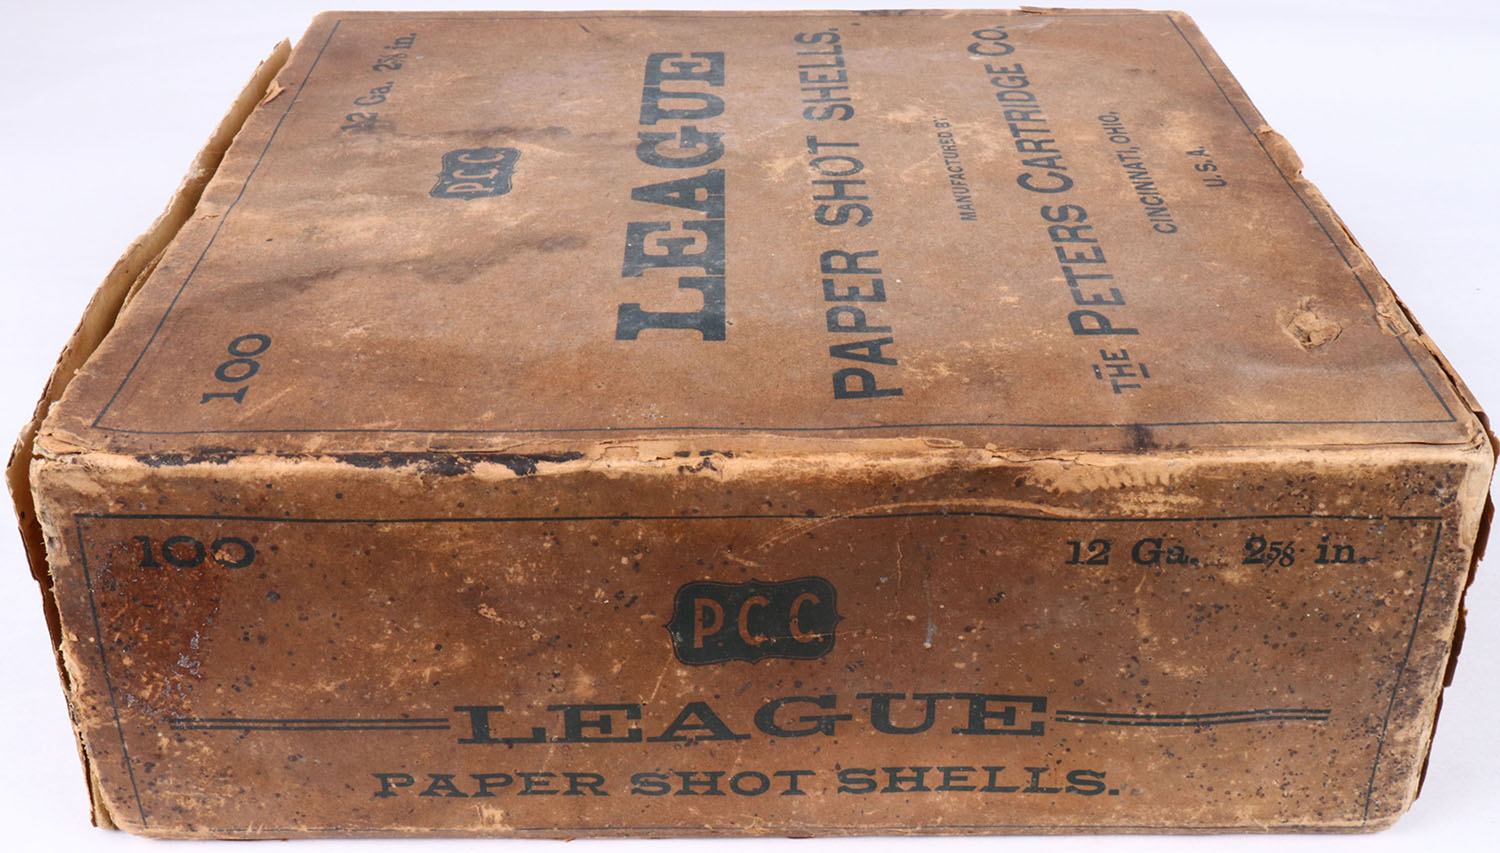 100 12 Ga. 2⅝ in.
P.C.C.
LEAGUE
PAPER SHOT SHELLS.
MANUFACTURED BY
THE PETERS CARTRIDGE CO.
CINCINNATI, OHIO,
U.S.A.
100 12 Ga. 2⅝ in.
PCC
LEAGUE
PAPER SHOT SHELLS.